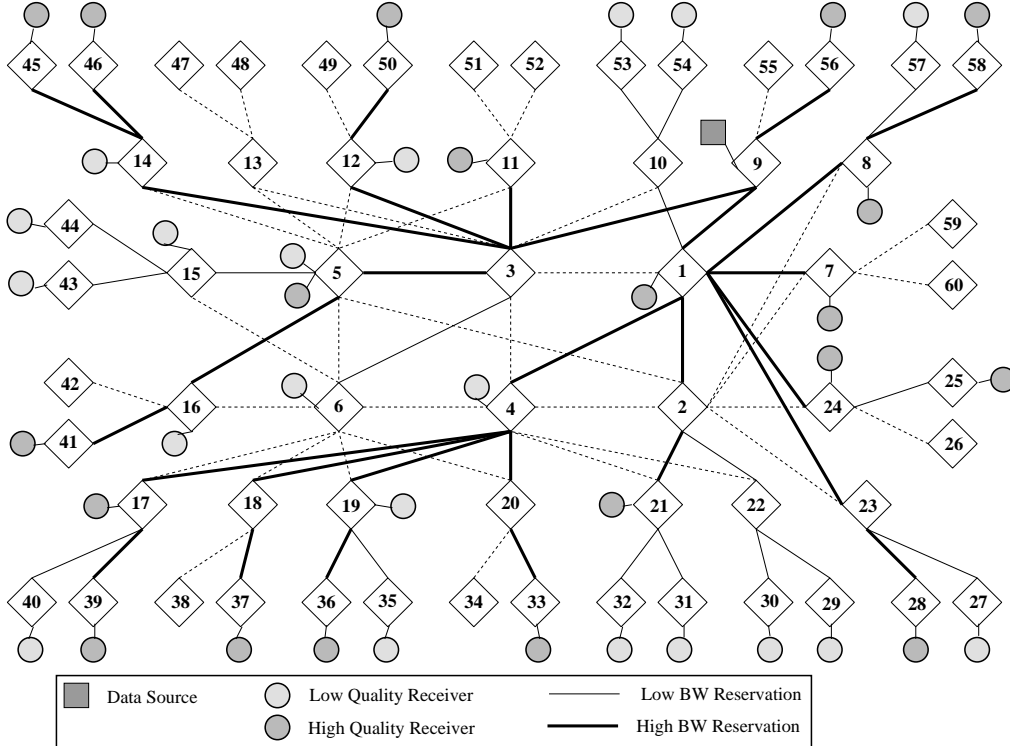 45 46 47 48 49 50 51 52 53 54 55 56 57 58
14 13 12 11 10 9 8
44 59
43 15 5 3 1 7 60
42 25
16 6 4 2 24
41 26
17 18 19 20 21 22 23
40 39 38 37 36 35 34 33 32 31 30 29 28 27
Data Source Low Quality Receiver Low BW Reservation
High Quality Receiver High BW Reservation